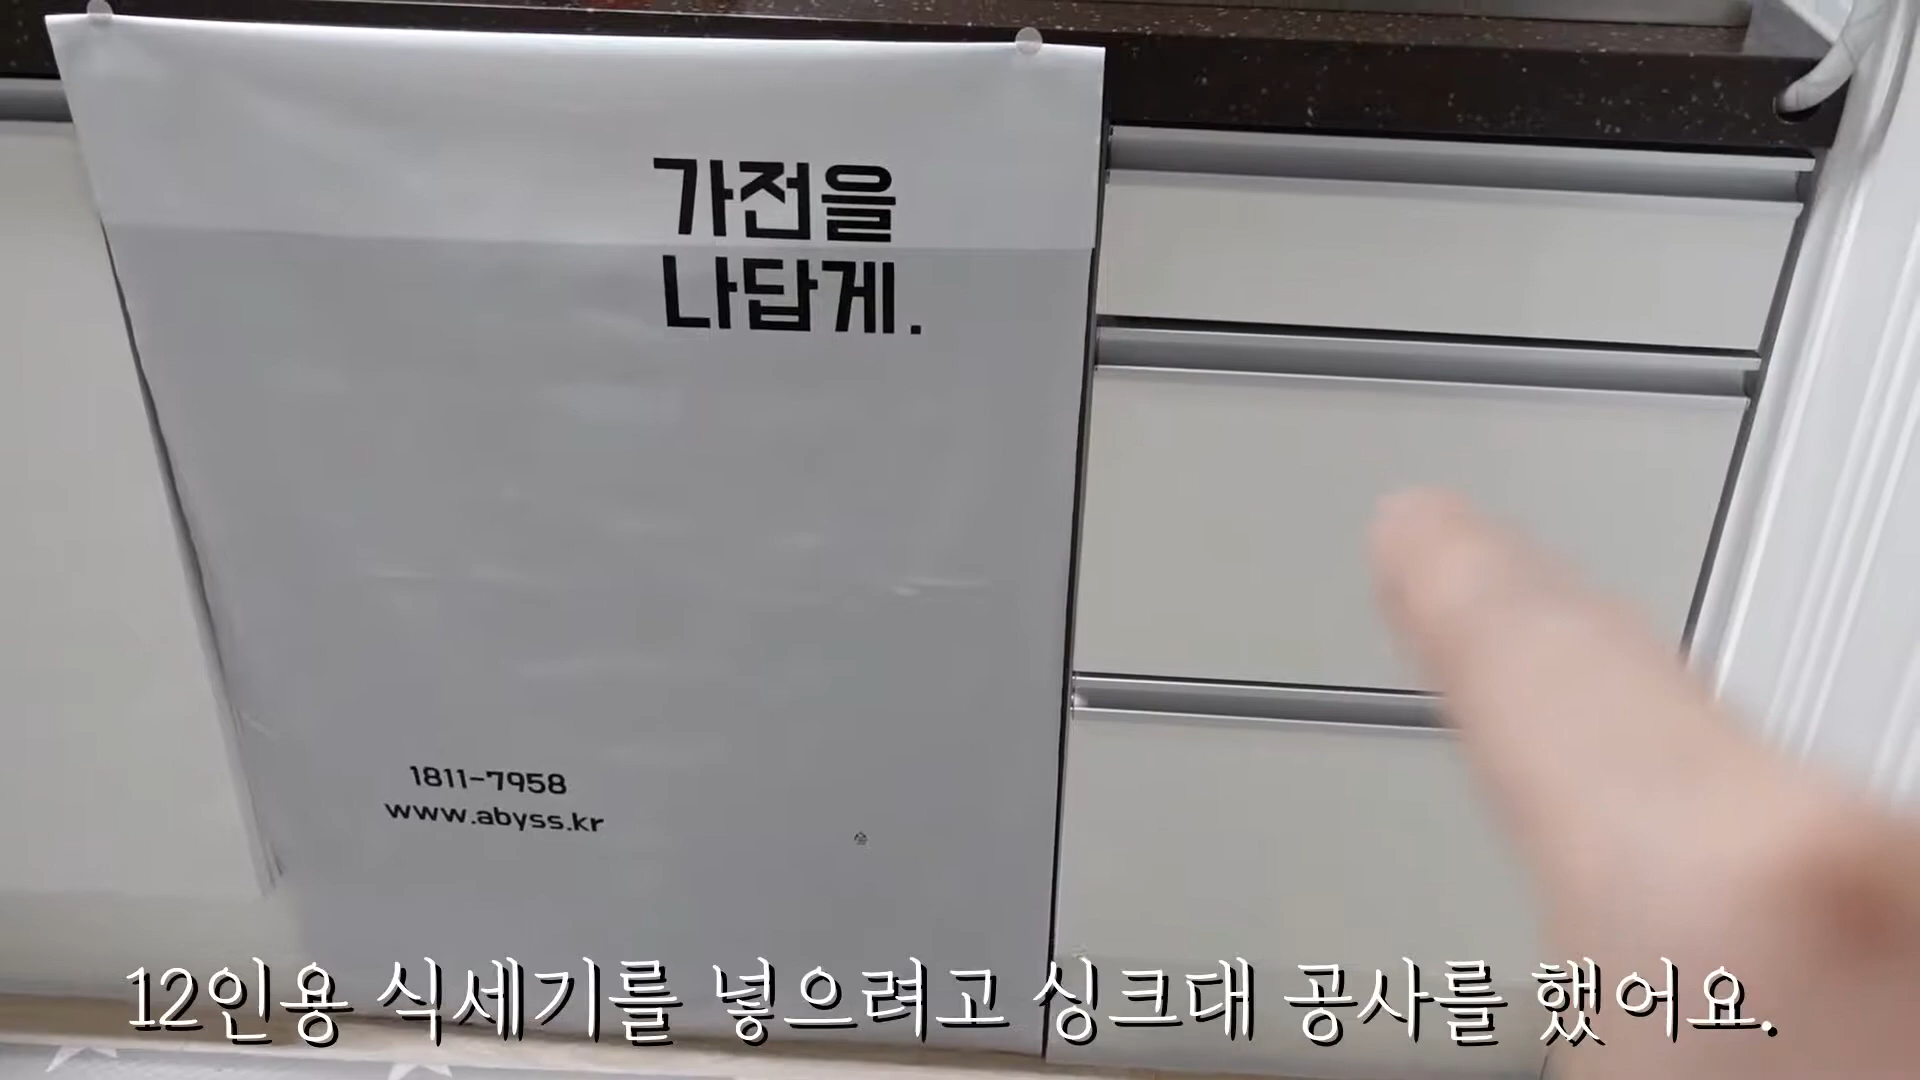 가전을
나답게.
1811-7958
www.abyss.kr
12인용 식세기를 넣으려고 싱크대 공사를 했어요.